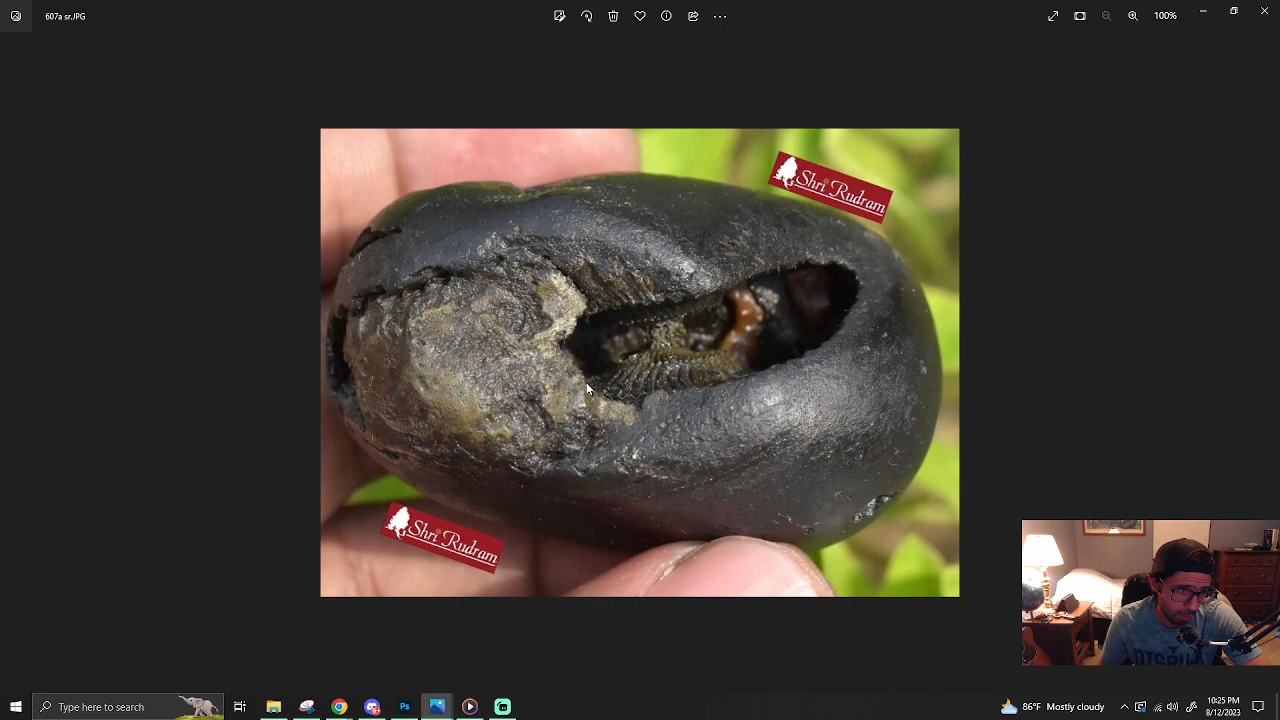 607a sr.JPG
100%
Shri Rudram
Shri Rudram
Ps
Type here to search
86°F Mostly cloudy
10:25 PM
8/12/2023